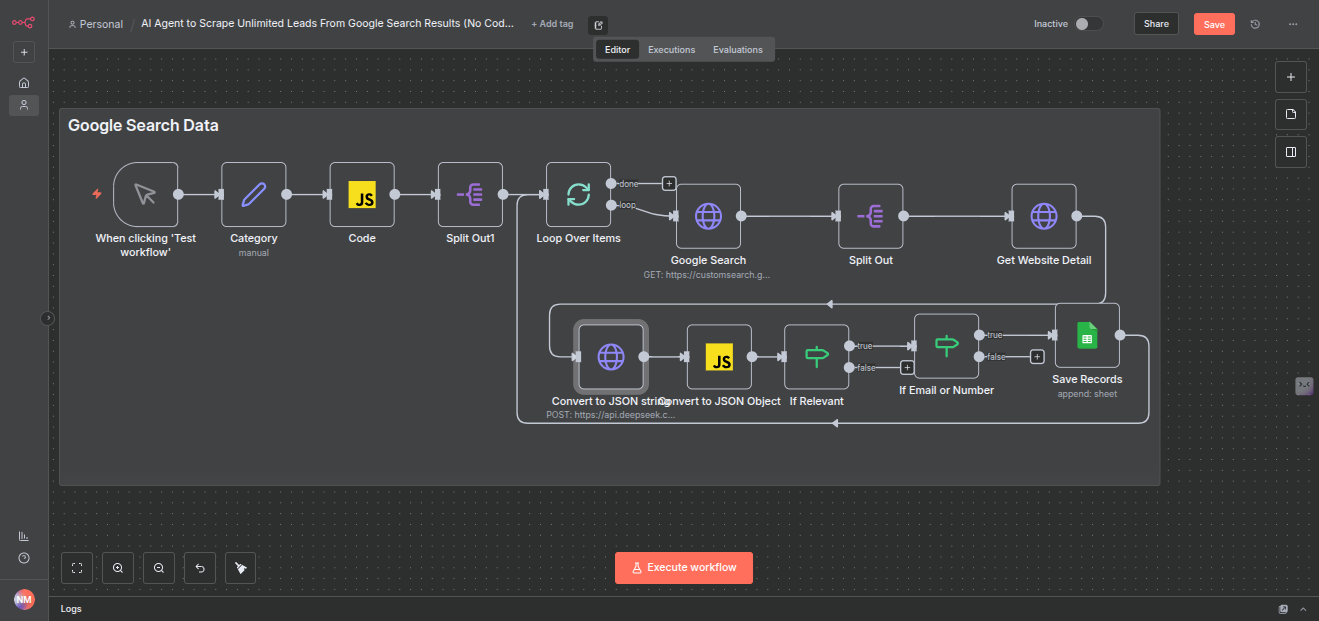 Personal / AI Agent to Scrape Unlimited Leads From Google Search Results (No Cod... + Add tag
Inactive
Share
Save
Editor Executions Evaluations
Google Search Data
done
loop
When clicking 'Test workflow'
Category
manual
Code
Split Out1
Loop Over Items
Google Search
GET: https://customsearch.g...
Split Out
Get Website Detail
JS
JS
true
false
true
false
Convert to JSON string
POST: https://api.deepseek.c...
Convert to JSON Object
If Relevant
If Email or Number
Save Records
append: sheet
Execute workflow
NM
Logs